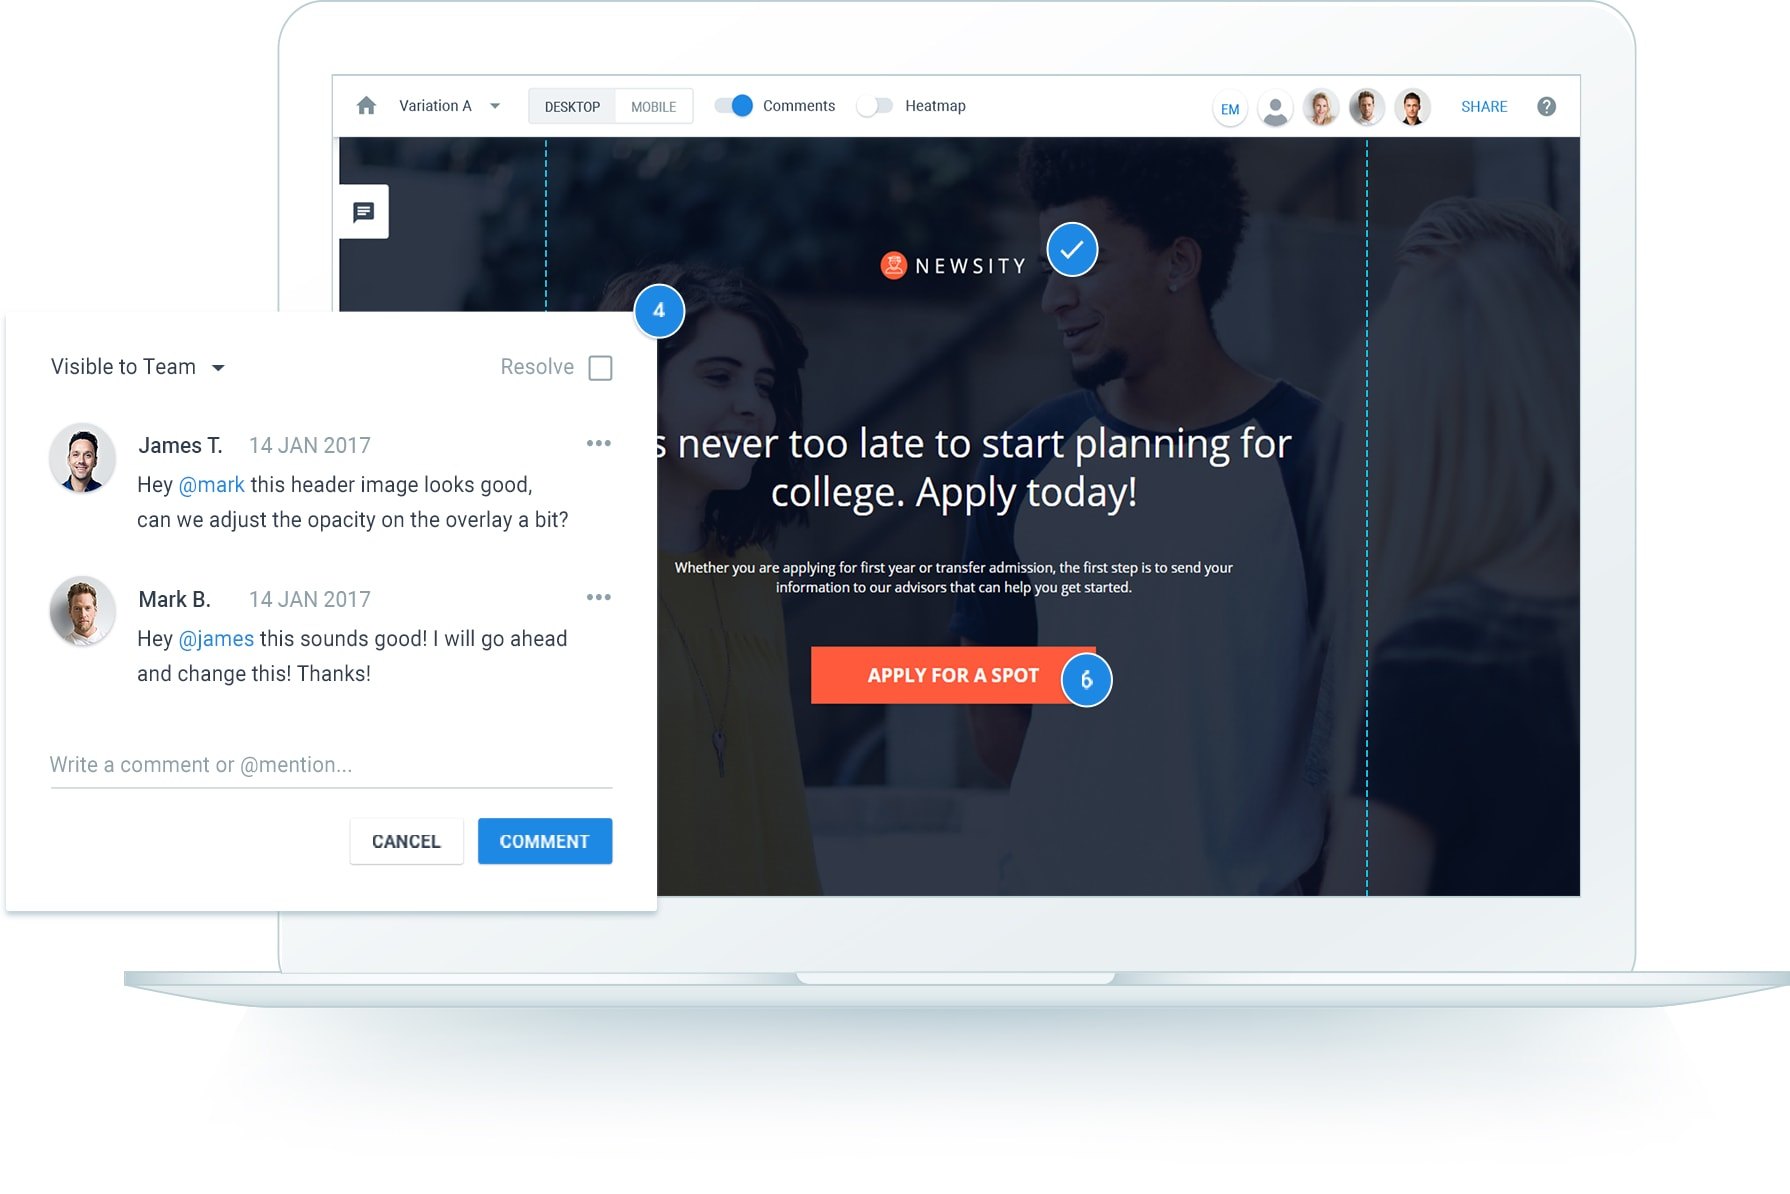 Variation A
DESKTOP
MOBILE
Comments
Heatmap
EM
SHARE
?
NEWSITY
4
Visible to Team
Resolve
James T. 14 JAN 2017
Hey @mark this header image looks good,
can we adjust the opacity on the overlay a bit?
Mark B. 14 JAN 2017
Hey @james this sounds good! I will go ahead
and change this! Thanks!
Write a comment or @mention...
CANCEL
COMMENT
s never too late to start planning for
college. Apply today!
Whether you are applying for first year or transfer admission, the first step is to send your
information to our advisors that can help you get started.
APPLY FOR A SPOT
6